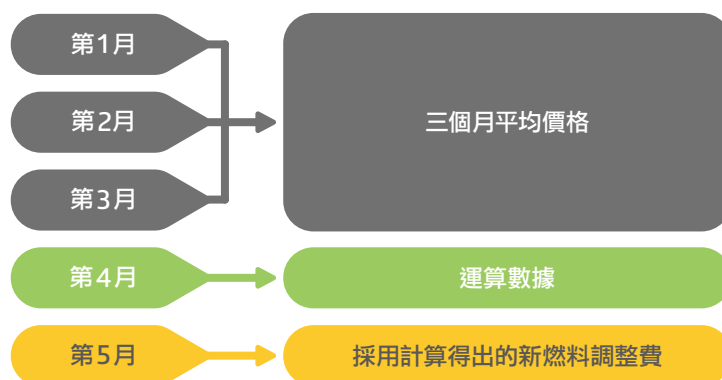 第1月
第2月
第3月
三個月平均價格
第4月
運算數據
第5月
採用計算得出的新燃料調整費